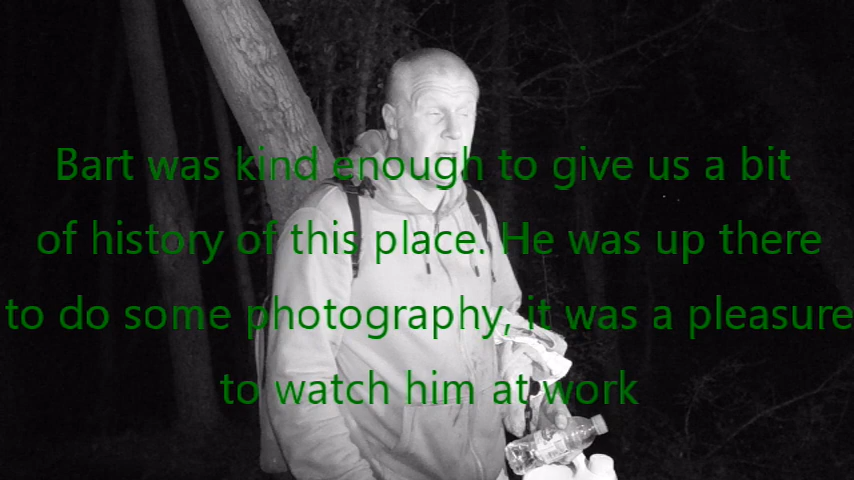 Bart was kind enough to give us a bit
of history of this place. He was up there
to do some photography, it was a pleasure
to watch him at work